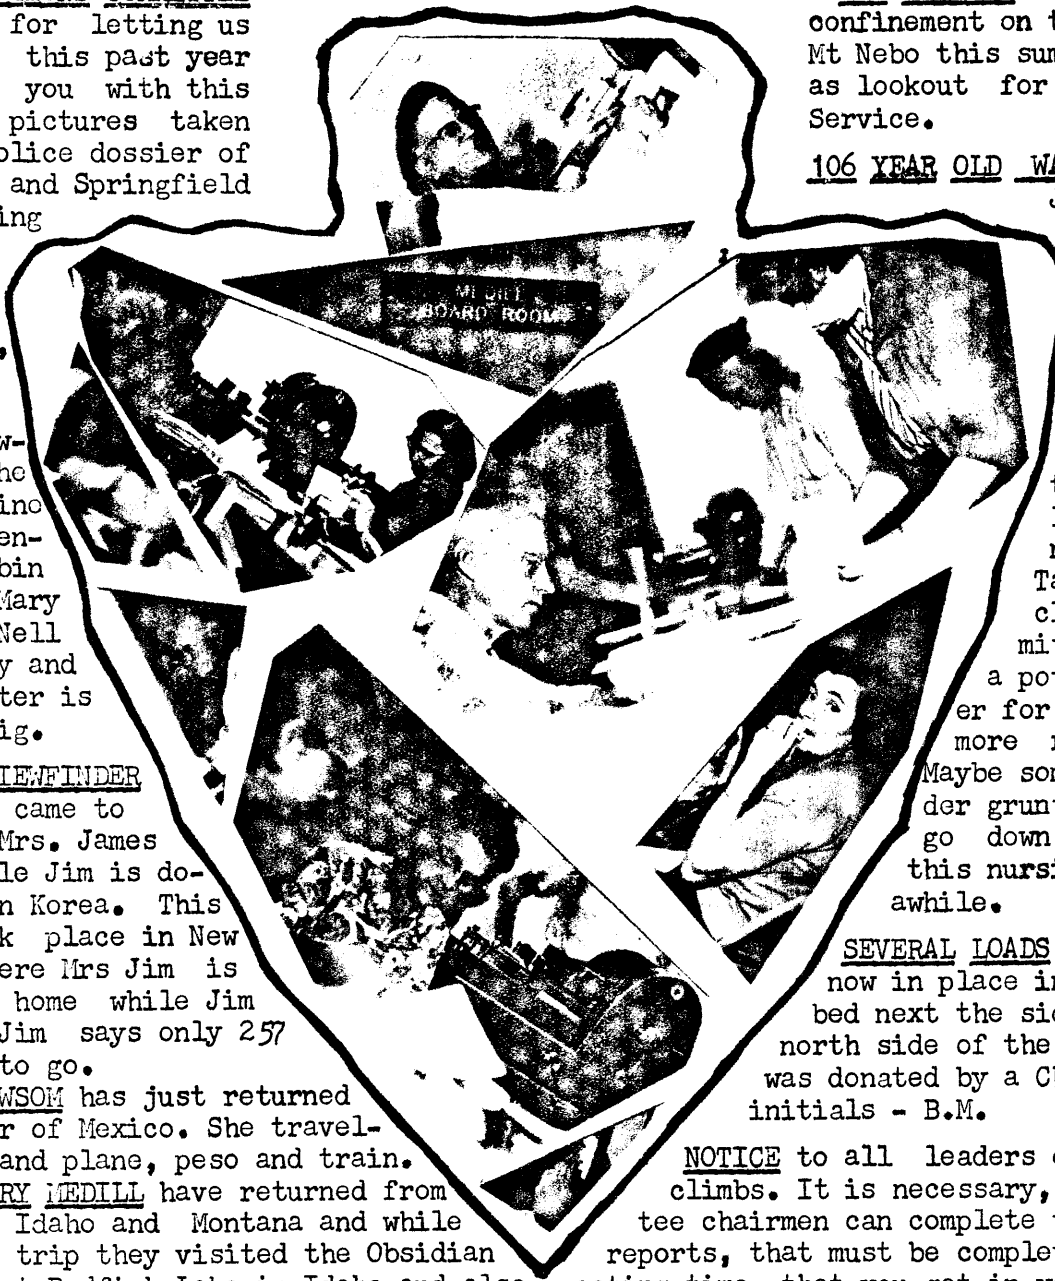 for letting us
this past year
you with this
pictures taken
olice dossier of
and Springfield
ing
w-
he
ino
en-
bin
Mary
Nell
y and
ter is
ig.
IEWFINDER
came to
Mrs. James
le Jim is do-
n Korea. This
k place in New
ere Mrs Jim is
home while Jim
Jim says only 257
to go.
WSOM has just returned
r of Mexico. She travel-
and plane, peso and train.
RY MEDILL have returned from
Idaho and Montana and while
trip they visited the Obsidian
MEDILL
BOARD ROOM
confinement on t
Mt Nebo this sum
as lookout for
Service.
106 YEAR OLD WA
Ta
cl
mi
a po
er for
more
Maybe som
der grun
go down
this nursi
awhile.
SEVERAL LOADS
now in place in
bed next the si
north side of the
was donated by a C
initials - B.M.
NOTICE to all leaders
climbs. It is necessary,
tee chairmen can complete
reports, that must be comple